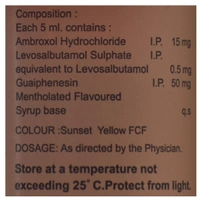 Composition :
Each 5 ml. contains :
Ambroxol Hydrochloride I.P. 15 mg
Levosalbutamol Sulphate I.P.
equivalent to Levosalbutamol 0.5 mg
Guaiphenesin I.P. 50 mg
Mentholated Flavoured
Syrup base q.s
COLOUR :Sunset Yellow FCF
DOSAGE: As directed by the Physician.
Store at a temperature not
exceeding 25° C.Protect from light.